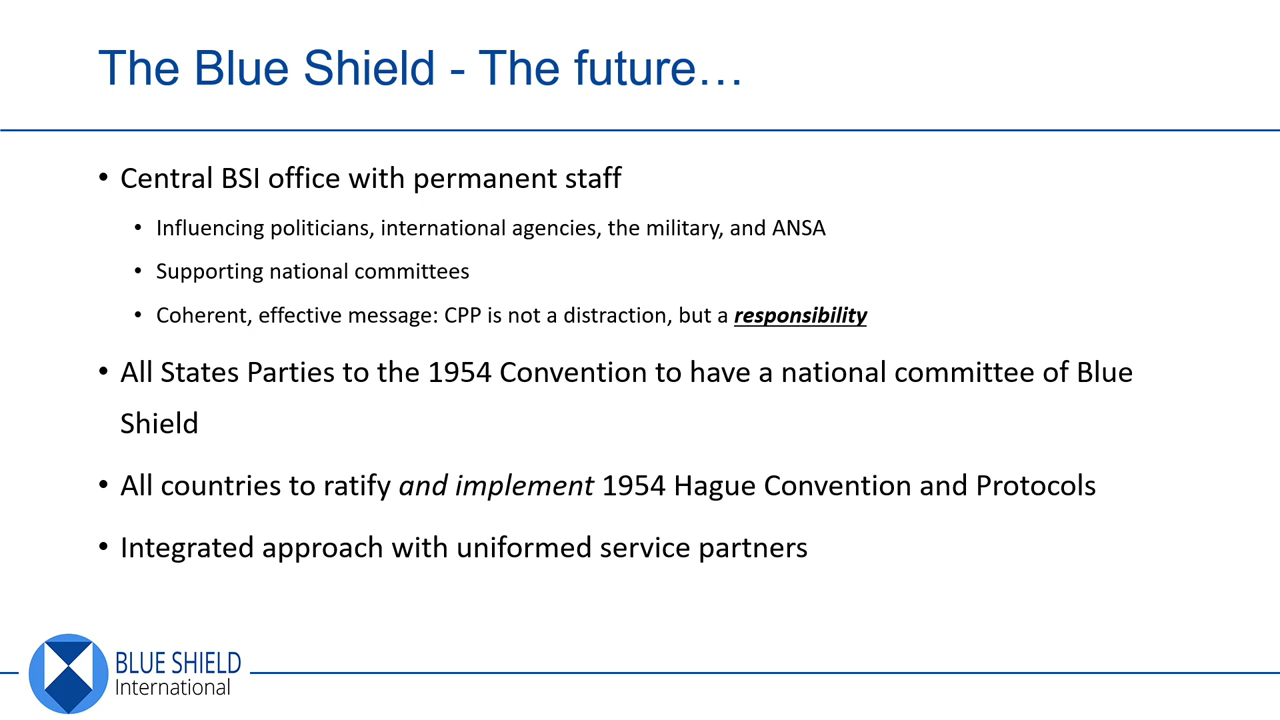 The Blue Shield - The future…
• Central BSI office with permanent staff
• Influencing politicians, international agencies, the military, and ANSA
• Supporting national committees
• Coherent, effective message: CPP is not a distraction, but a responsibility
• All States Parties to the 1954 Convention to have a national committee of Blue
Shield
• All countries to ratify and implement 1954 Hague Convention and Protocols
• Integrated approach with uniformed service partners
BLUE SHIELD
International